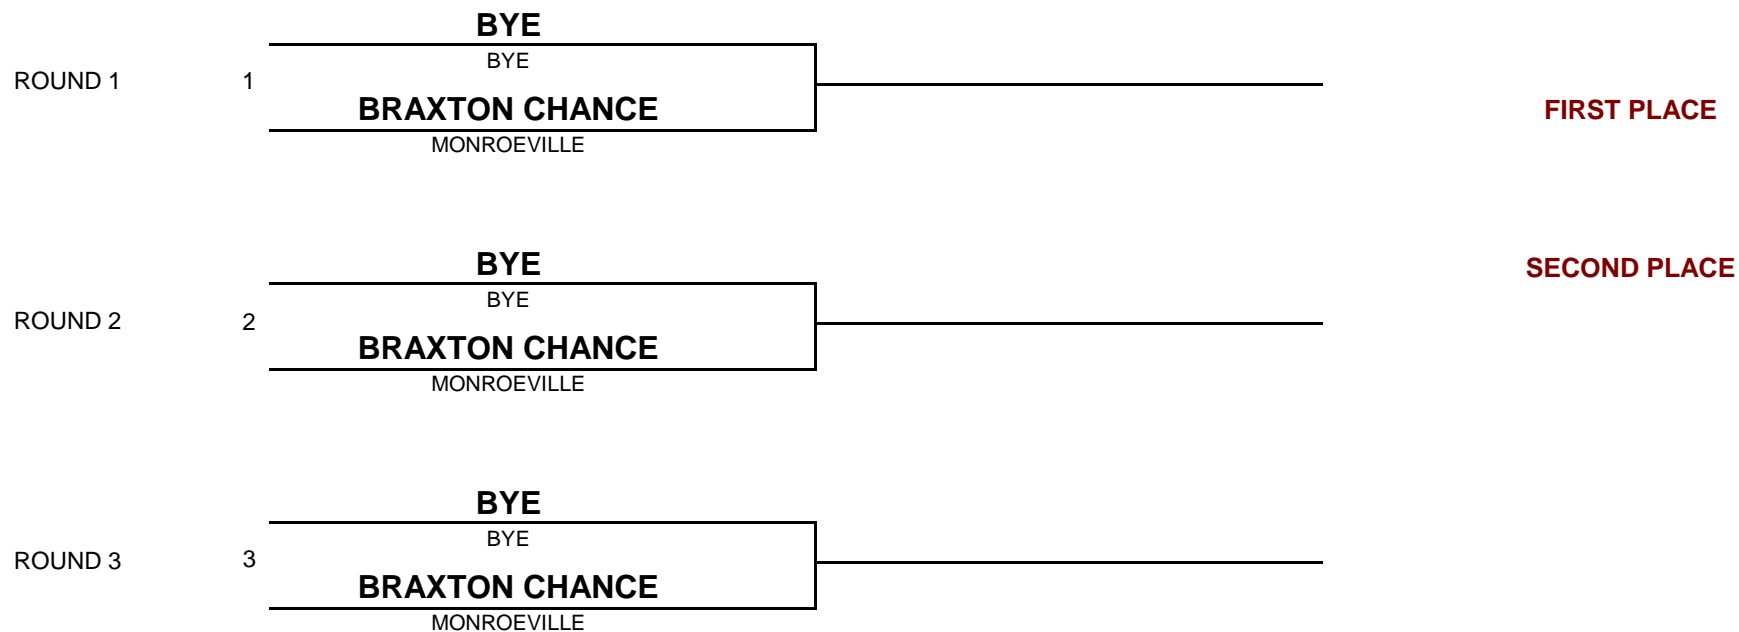 BYE
BYE
ROUND 1 1
BRAXTON CHANCE
FIRST PLACE
MONROEVILLE
BYE
SECOND PLACE
BYE
ROUND 2 2
BRAXTON CHANCE
MONROEVILLE
BYE
BYE
ROUND 3 3
BRAXTON CHANCE
MONROEVILLE